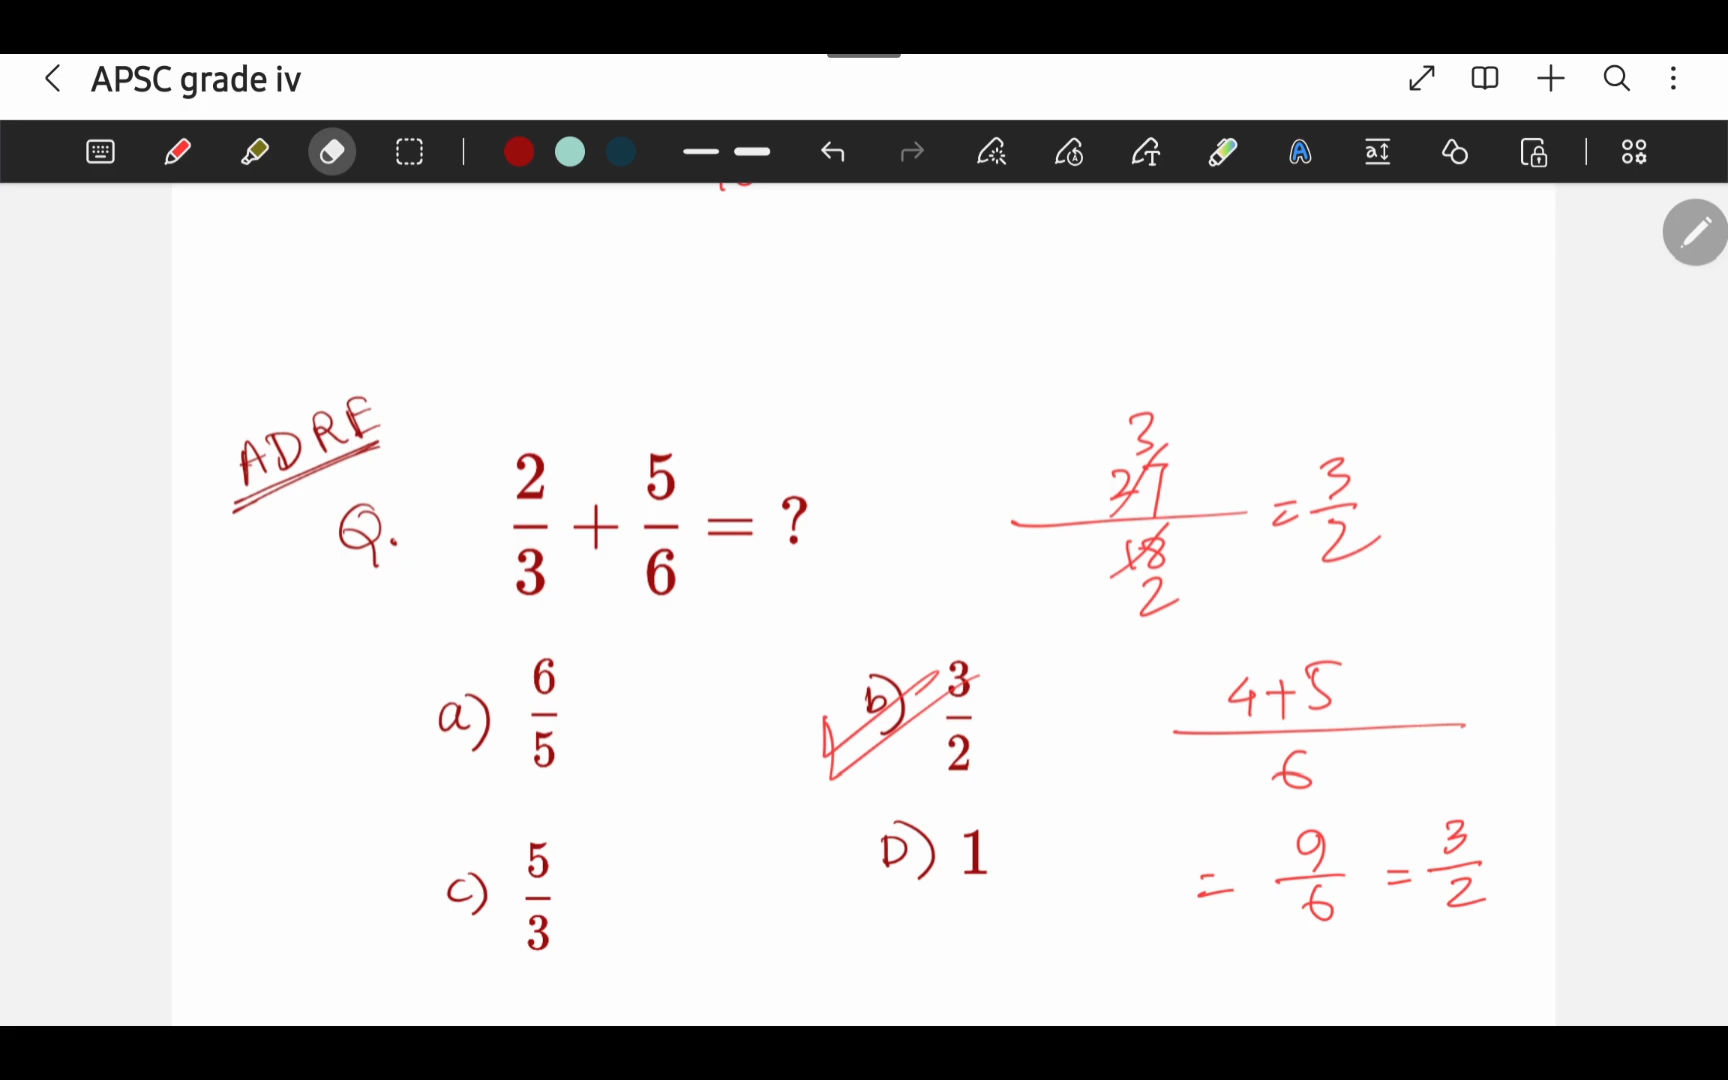 APSC grade iv
ADRE
Q. 2/3 + 5/6 = ?
3
27/18 = 3/2
2
a) 6/5
b) 3/2
4+5/6
= 9/6 = 3/2
c) 5/3
D) 1